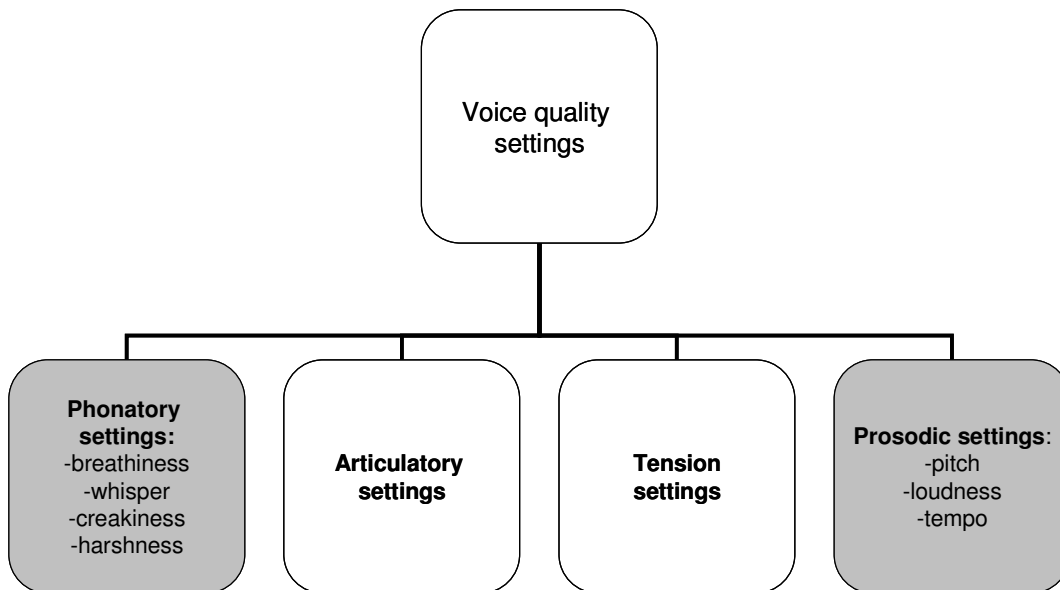 Voice quality
settings
Phonatory
settings:
-breathiness
-whisper
-creakiness
-harshness
Articulatory
settings
Tension
settings
Prosodic settings:
-pitch
-loudness
-tempo